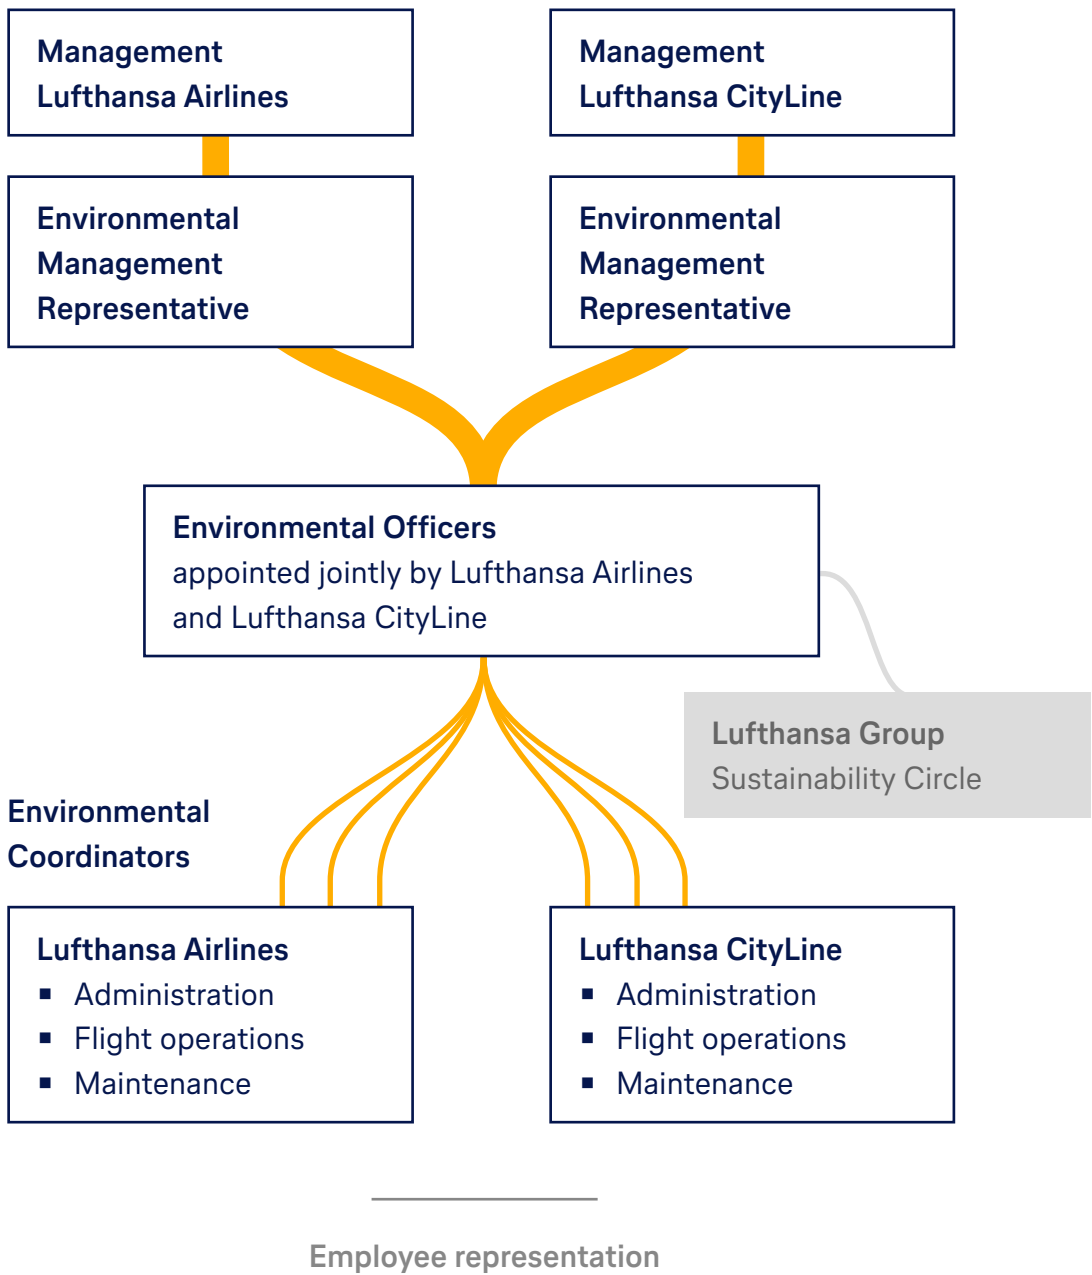 Management
Lufthansa Airlines
Management
Lufthansa CityLine
Environmental
Management
Representative
Environmental
Management
Representative
Environmental Officers
appointed jointly by Lufthansa Airlines
and Lufthansa CityLine
Lufthansa Group
Sustainability Circle
Environmental
Coordinators
Lufthansa Airlines
▪ Administration
▪ Flight operations
▪ Maintenance
Lufthansa CityLine
▪ Administration
▪ Flight operations
▪ Maintenance
Employee representation